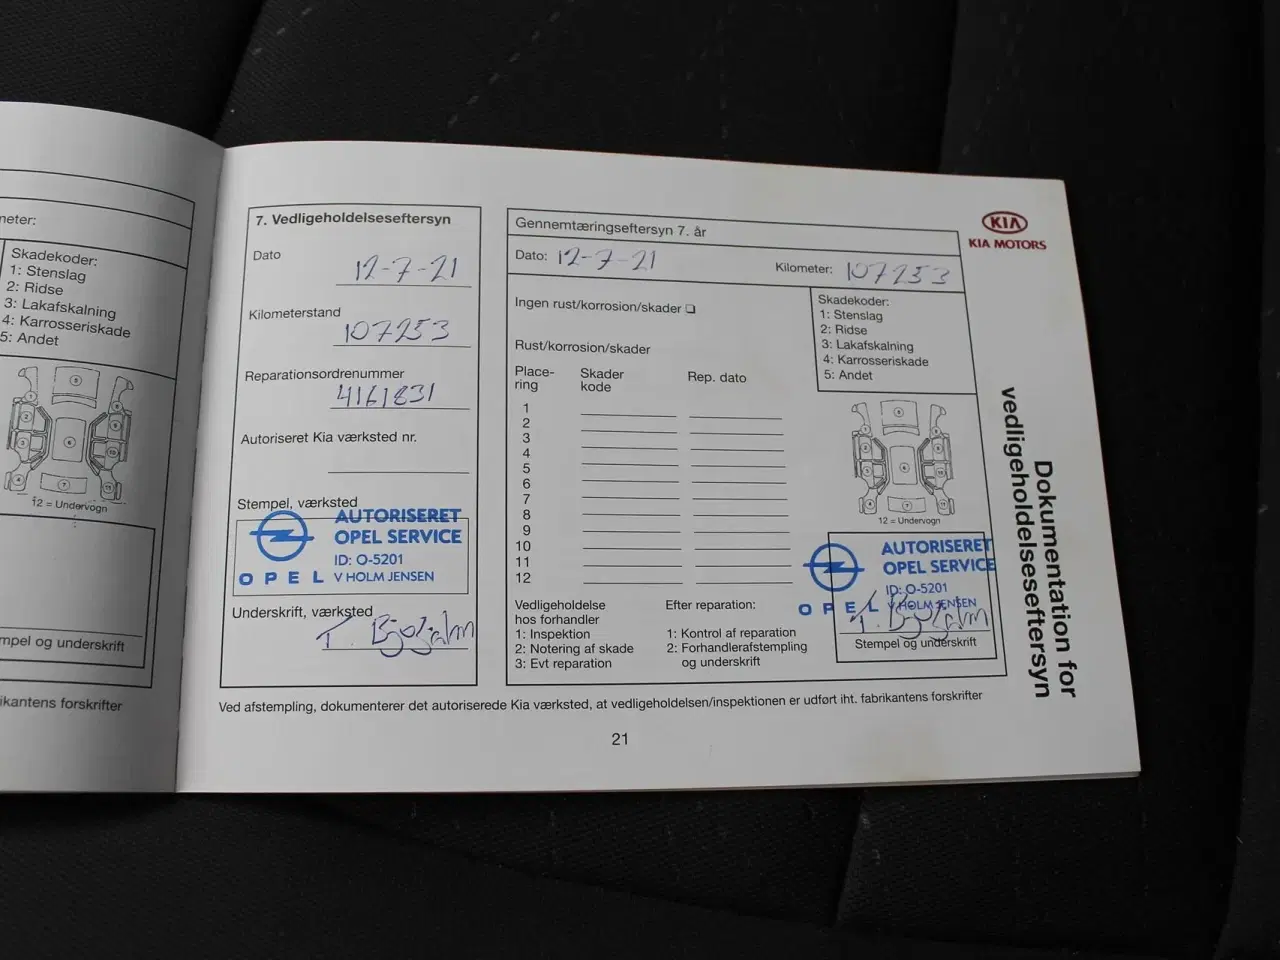 neter:
Skadekoder:
1: Stenslag
2: Ridse
3: Lakafskalning
4: Karrosseriskade
5: Andet
12 = Undervogn
mpel og underskrift
ikantens forskrifter
7. Vedligeholdelseseftersyn
Dato
12-7-21
Kilometerstand
107253
Reparationsordrenummer
4161831
Autoriseret Kia værksted nr.
Stempel, værksted
AUTORISERET
OPEL SERVICE
ID: O-5201
OPEL V HOLM JENSEN
Underskrift, værksted
Gennemtæringseftersyn 7. år
Dato: 12-7-21 Kilometer: 107253
Ingen rust/korrosion/skader ❏
Rust/korrosion/skader
Place-
ring
Skader
kode
Rep. dato
1
2
3
4
5
6
7
8
9
10
11
12
Skadekoder:
1: Stenslag
2: Ridse
3: Lakafskalning
4: Karrosseriskade
5: Andet
12 = Undervogn
Vedligeholdelse
hos forhandler
1: Inspektion
2: Notering af skade
3: Evt reparation
Efter reparation:
1: Kontrol af reparation
2: Forhandlerafstempling
og underskrift
AUTORISERET
OPEL SERVICE
ID: O-5201
OPEL V HOLM JENSEN
Stempel og underskrift
Ved afstempling, dokumenterer det autoriserede Kia værksted, at vedligeholdelsen/inspektionen er udført iht. fabrikantens forskrifter
21
KIA
KIA MOTORS
Dokumentation for
vedligeholdelseseftersyn